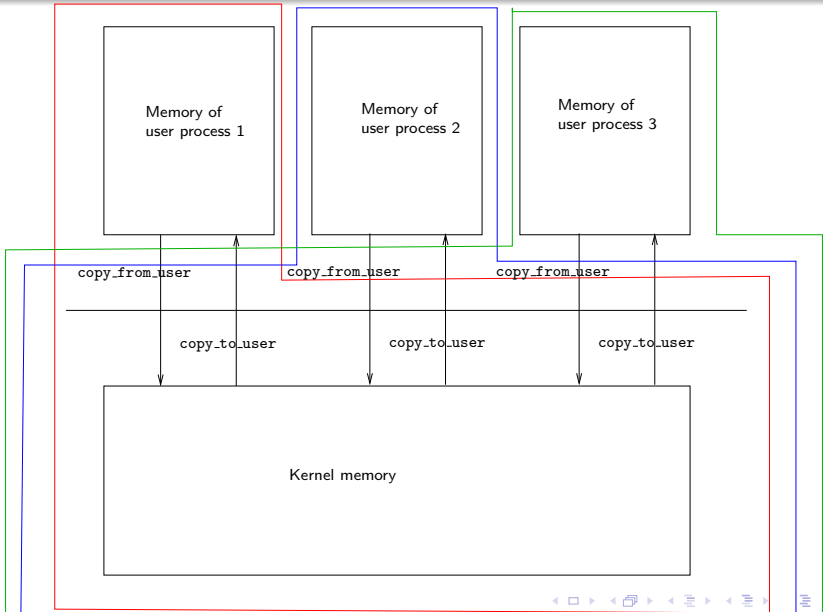 Memory of
user process 1
Memory of
user process 2
Memory of
user process 3
copy_from_user
copy_from_user
copy_from_user
copy_to_user
copy_to_user
copy_to_user
Kernel memory